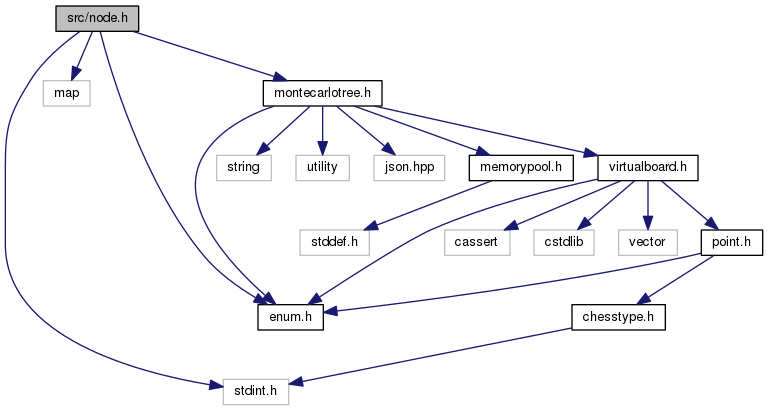 src/node.h
map
montecarlotree.h
string
utility
json.hpp
memorypool.h
virtualboard.h
stddef.h
cassert
cstdlib
vector
point.h
enum.h
chesstype.h
stdint.h